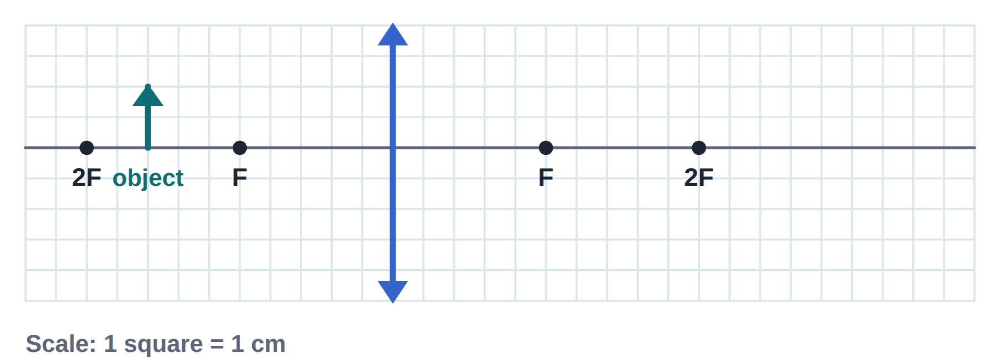 2F object F F 2F
Scale: 1 square = 1 cm